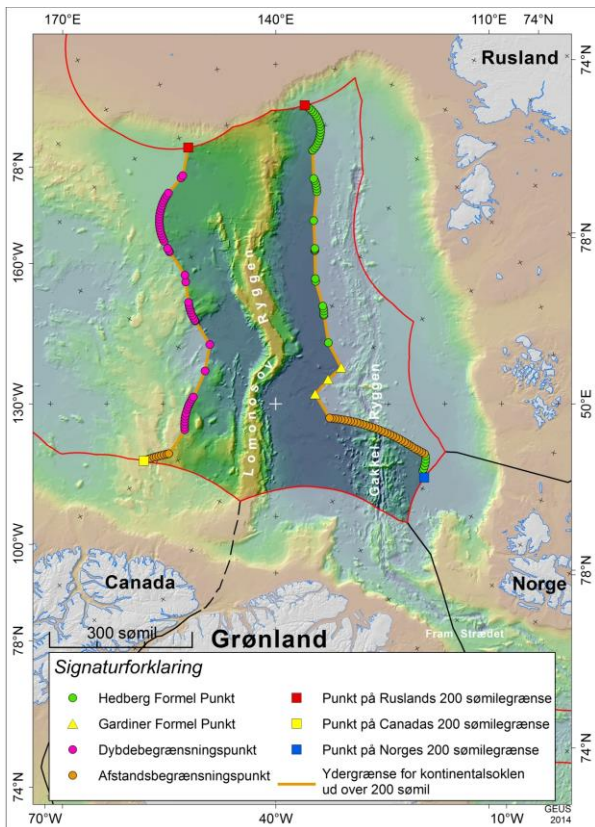 170°E
140°E
110°E
74°N
Rusland
74°N
78°N
78°N
160°W
Ryggen
130°W
50°E
Lomonosov
Gakkel Ryggen
100°W
78°N
Canada
Norge
300 sømil
Grønland
Fram Strædet
78°N
Signaturforklaring
Hedberg Formel Punkt
Punkt på Ruslands 200 sømilegrænse
Gardiner Formel Punkt
Punkt på Canadas 200 sømilegrænse
Dybdebegrænsningspunkt
Punkt på Norges 200 sømilegrænse
Afstandsbegrænsningspunkt
Ydergrænse for kontinentalsoklen
ud over 200 sømil
74°N
74°N
70°W
40°W
10°W
GEUS
2014